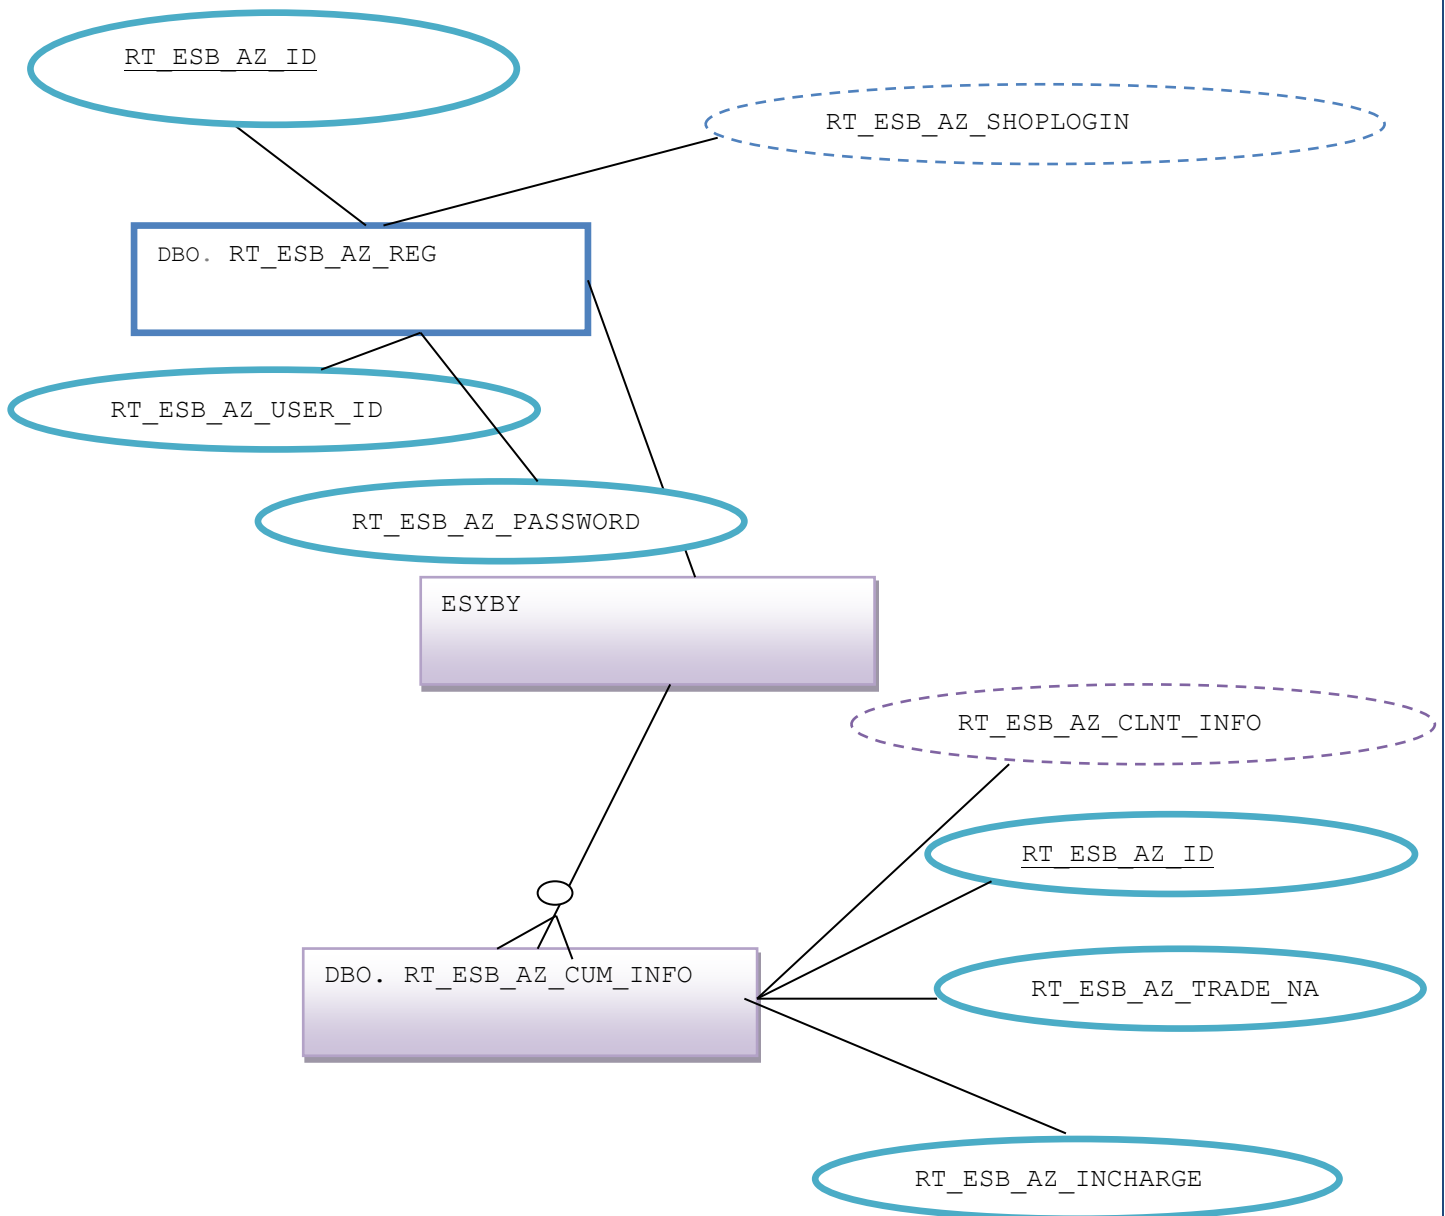 RT_ESB_AZ_ID
RT_ESB_AZ_SHOPLOGIN
DBO. RT_ESB_AZ_REG
RT_ESB_AZ_USER_ID
RT_ESB_AZ_PASSWORD
ESYBY
RT_ESB_AZ_CLNT_INFO
RT_ESB_AZ_ID
DBO. RT_ESB_AZ_CUM_INFO
RT_ESB_AZ_TRADE_NA
RT_ESB_AZ_INCHARGE